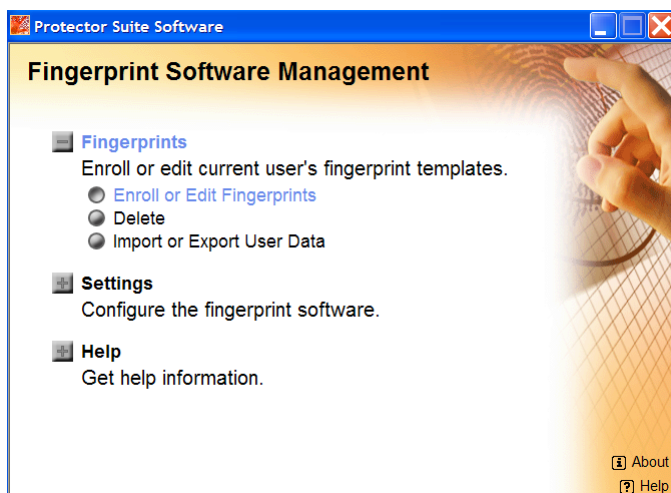 Protector Suite Software
Fingerprint Software Management
Fingerprints
Enroll or edit current user's fingerprint templates.
Enroll or Edit Fingerprints
Delete
Import or Export User Data
Settings
Configure the fingerprint software.
Help
Get help information.
About
Help